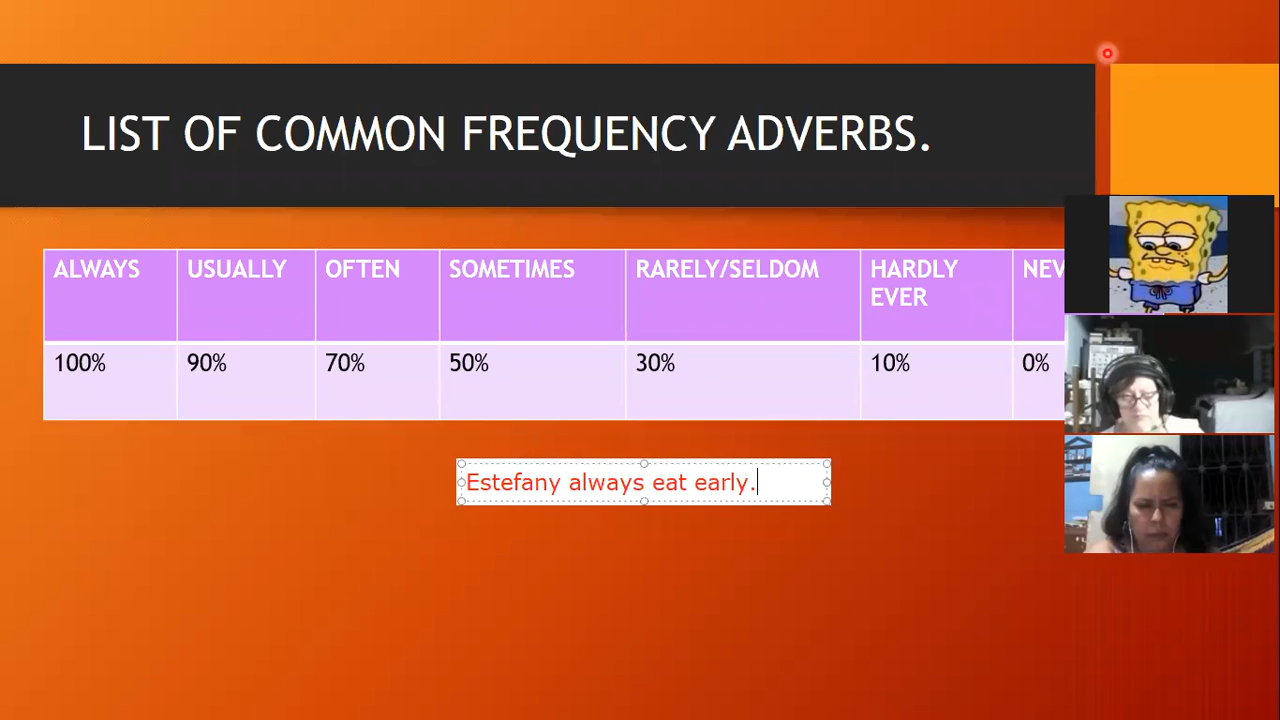 LIST OF COMMON FREQUENCY ADVERBS.
ALWAYS USUALLY OFTEN SOMETIMES RARELY/SELDOM HARDLY EVER NEV
100% 90% 70% 50% 30% 10% 0%
Estefany always eat early.